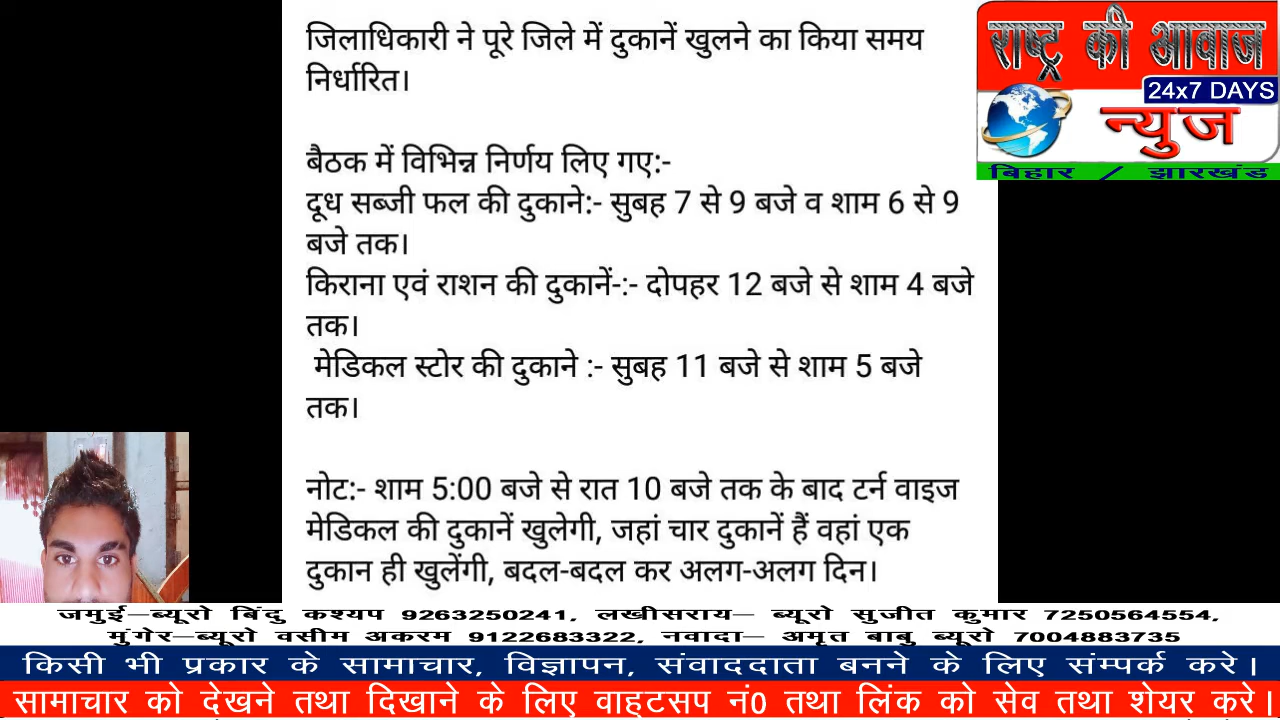 जिलाधिकारी ने पूरे जिले में दुकानें खुलने का किया समय
निर्धारित।
बैठक में विभिन्न निर्णय लिए गए:-
दूध सब्जी फल की दुकाने:- सुबह 7 से 9 बजे व शाम 6 से 9
बजे तक।
किराना एवं राशन की दुकानें-:- दोपहर 12 बजे से शाम 4 बजे
तक।
मेडिकल स्टोर की दुकाने :- सुबह 11 बजे से शाम 5 बजे
तक।
नोट:- शाम 5:00 बजे से रात 10 बजे तक के बाद टर्न वाइज
मेडिकल की दुकानें खुलेगी, जहां चार दुकानें हैं वहां एक
दुकान ही खुलेंगी, बदल-बदल कर अलग-अलग दिन।
राष्ट्र की आवाज
24x7 DAYS
न्युज
बिहार / झारखंड
जमुई–ब्यूरो बिंदु कश्यप 9263250241, लखीसराय– ब्यूरो सुजीत कुमार 7250564554,
मुंगेर–ब्यूरो वसीम अकरम 9122683322, नवादा– अमृत बाबु ब्यूरो 7004883735
किसी भी प्रकार के सामाचार, विज्ञापन, संवाददाता बनने के लिए संम्पर्क करे।
सामाचार को देखने तथा दिखाने के लिए वाहटसप नं0 तथा लिंक को सेव तथा शेयर करे।